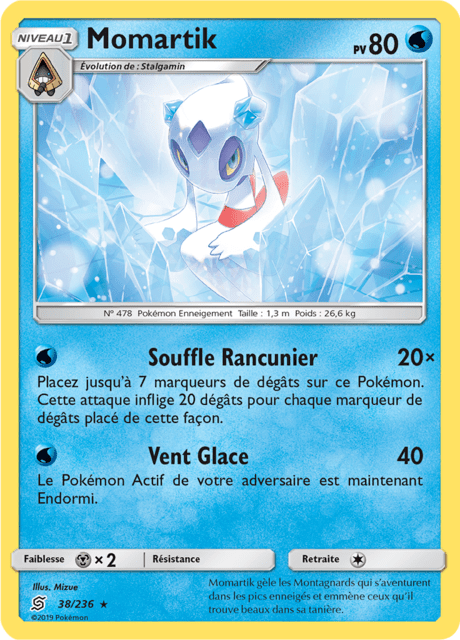 NIVEAU 1
Momartik
PV 80
Évolution de : Stalgamin
N° 478 Pokémon Enneigement Taille : 1,3 m Poids : 26,6 kg
Souffle Rancunier 20×
Placez jusqu'à 7 marqueurs de dégâts sur ce Pokémon.
Cette attaque inflige 20 dégâts pour chaque marqueur de
dégâts placé de cette façon.
Vent Glace 40
Le Pokémon Actif de votre adversaire est maintenant
Endormi.
Faiblesse × 2 Résistance Retraite
Illus. Mizue
38/236 ★
©2019 Pokémon
Momartik gèle les Montagnards qui s'aventurent
dans les pics enneigés et emmène ceux qu'il
trouve beaux dans sa tanière.